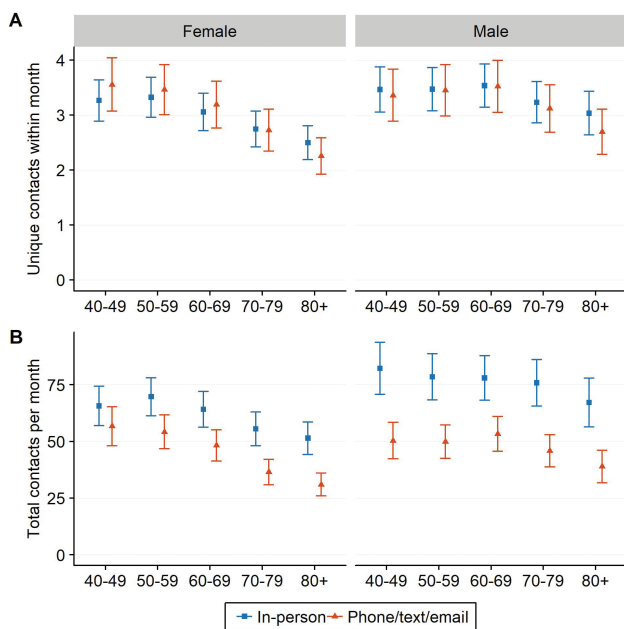 A
Female
Male
Unique contacts within month
4
3
2
1
0
40-49 50-59 60-69 70-79 80+
40-49 50-59 60-69 70-79 80+
B
Total contacts per month
75
50
25
0
40-49 50-59 60-69 70-79 80+
40-49 50-59 60-69 70-79 80+
In-person Phone/text/email